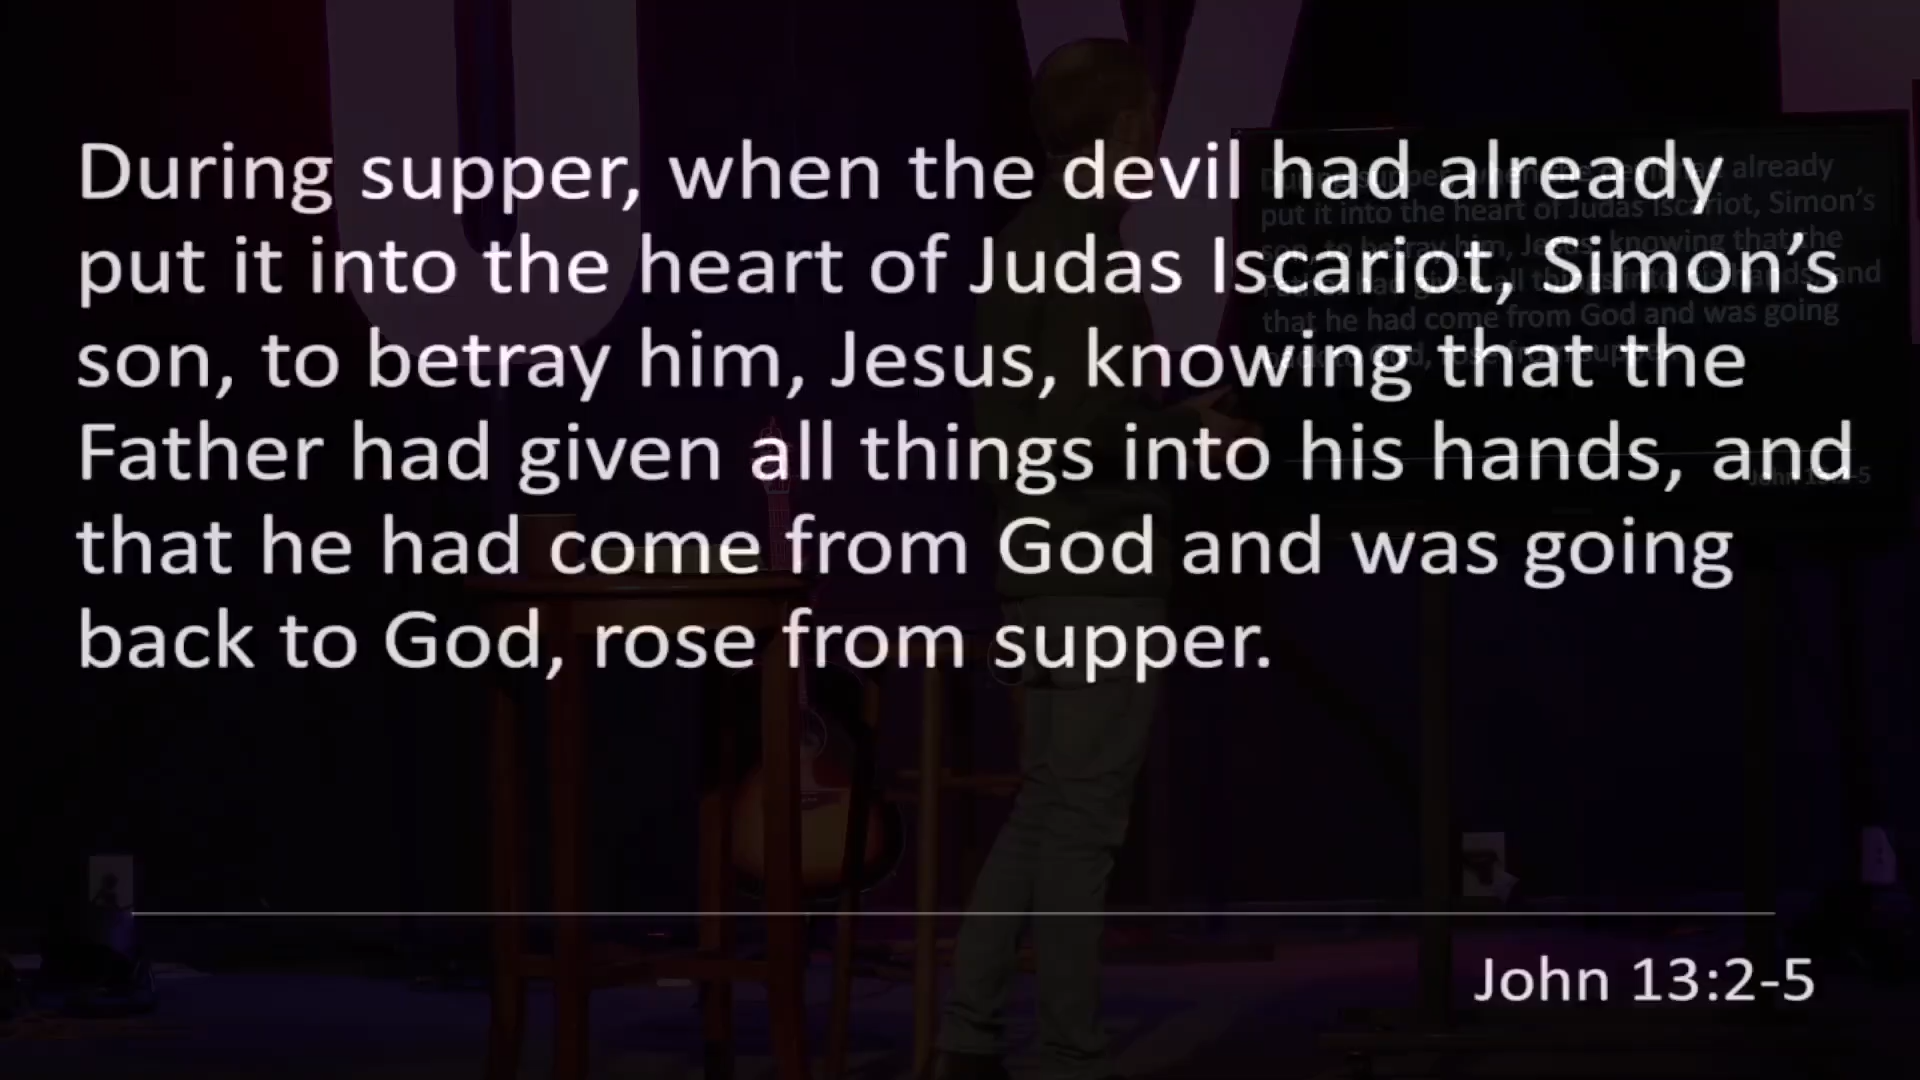 During supper, when the devil had already
put it into the heart of Judas Iscariot, Simon’s
son, to betray him, Jesus, knowing that the
Father had given all things into his hands, and
that he had come from God and was going
back to God, rose from supper.
John 13:2-5